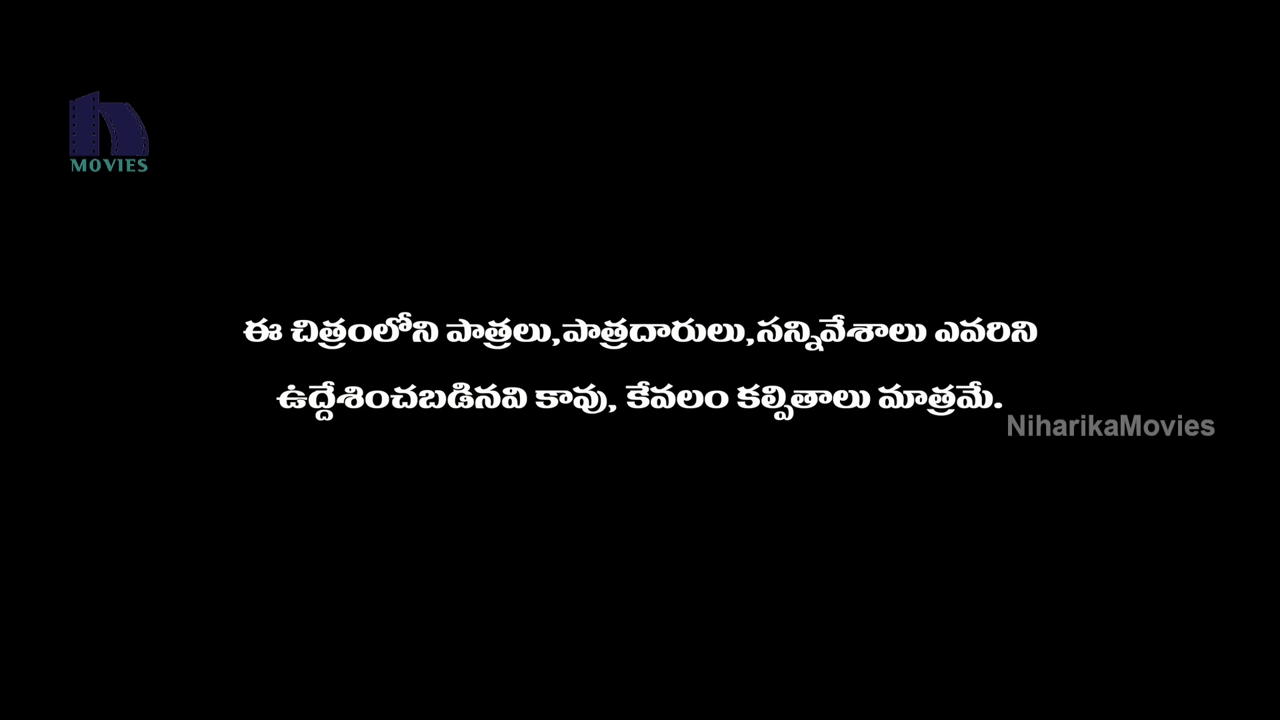 MOVIES
ఈ చిత్రంలోని పాత్రలు,పాత్రదారులు,సన్నివేశాలు ఎవరిని
ఉద్దేశించబడినవి కావు, కేవలం కల్పితాలు మాత్రమే.
NiharikaMovies